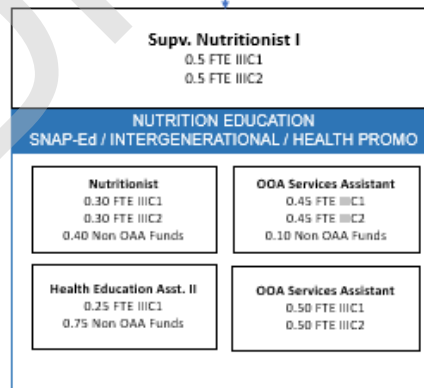 Supv. Nutritionist I
0.5 FTE IIIC1
0.5 FTE IIIC2
NUTRITION EDUCATION
SNAP-Ed / INTERGENERATIONAL / HEALTH PROMO
Nutritionist
0.30 FTE IIIC1
0.30 FTE IIIC2
0.40 Non OAA Funds
OOA Services Assistant
0.45 FTE IIIC1
0.45 FTE IIIC2
0.10 Non OAA Funds
Health Education Asst. II
0.25 FTE IIIC1
0.75 Non OAA Funds
OOA Services Assistant
0.50 FTE IIIC1
0.50 FTE IIIC2